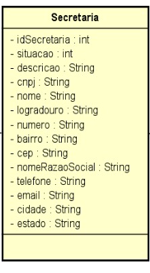 Secretaria
- idSecretaria : int
- situacao : int
- descricao : String
- cnpj : String
- nome : String
- logradouro : String
- numero : String
- bairro : String
- cep : String
- nomeRazaoSocial : String
- telefone : String
- email : String
- cidade : String
- estado : String